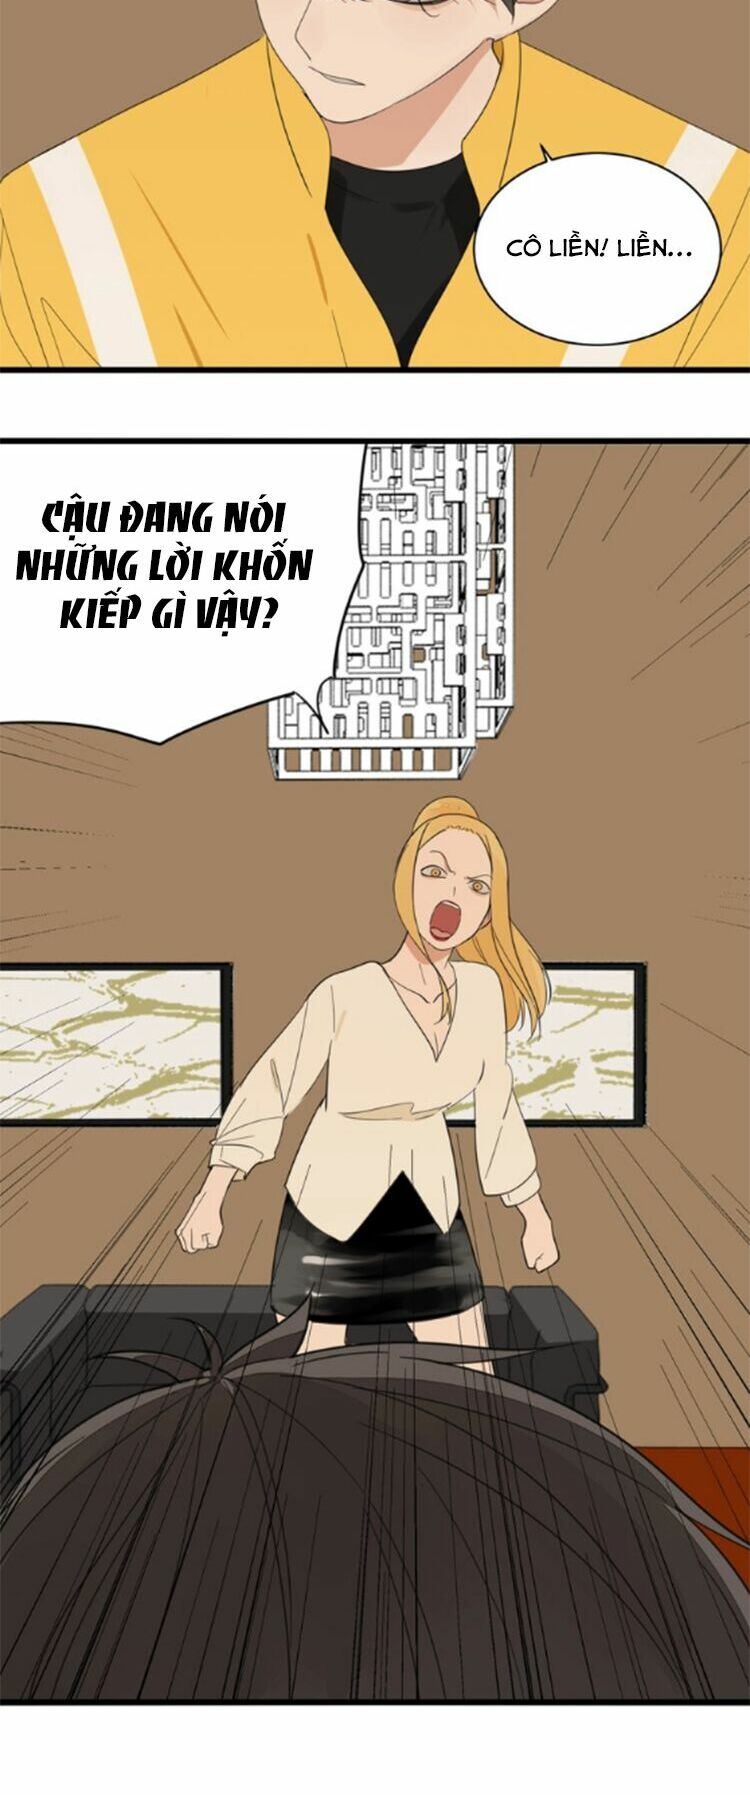 CÔ LIỀN! LIỀN...
CẬU ĐANG NÓI
NHỮNG LỜI KHỐN
KIẾP GÌ VẬY?